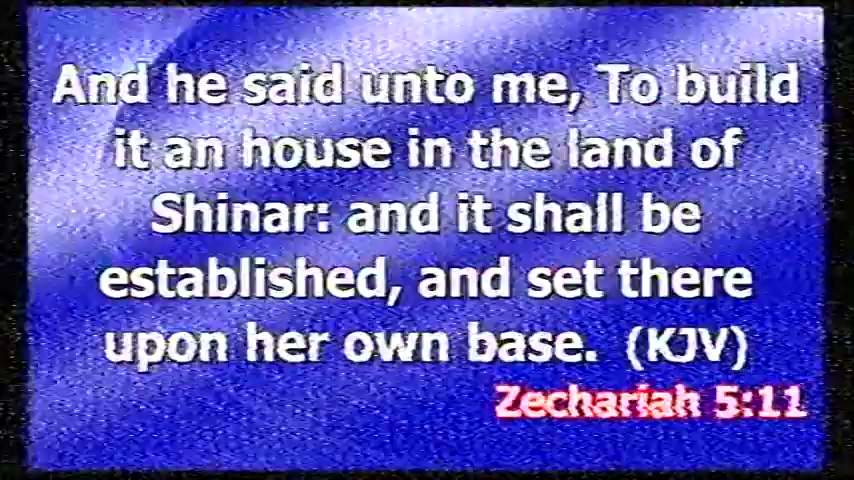 And he said unto me, To build
it an house in the land of
Shinar: and it shall be
established, and set there
upon her own base. (KJV)
Zechariah 5:11